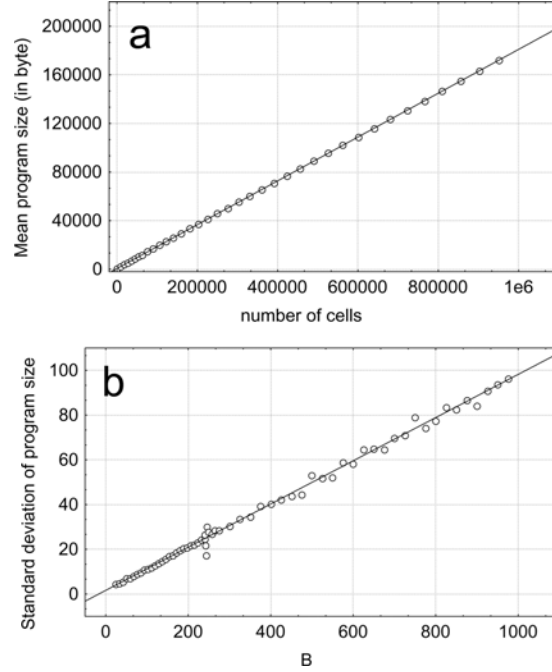 a
Mean program size (in byte)
200000
160000
120000
80000
40000
0
0 200000 400000 600000 800000 1e6
number of cells
b
Standard deviation of program size
100
80
60
40
20
0
0 200 400 600 800 1000
B